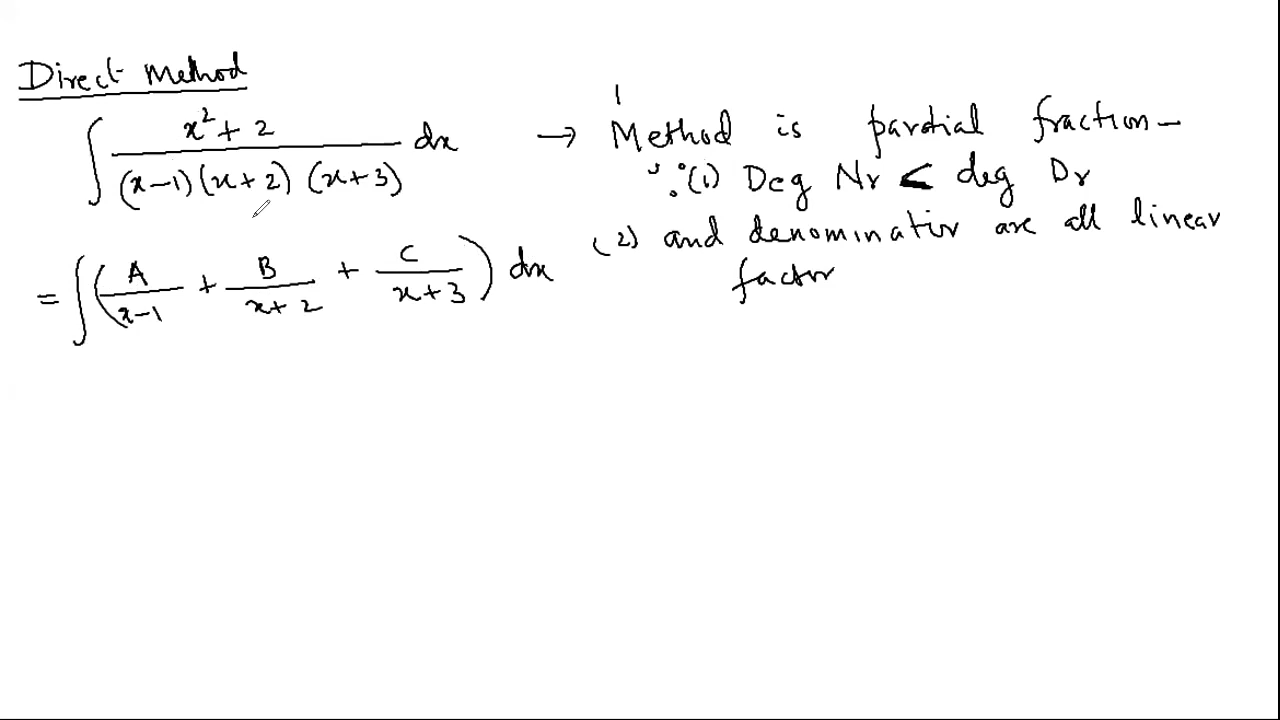 Direct Method
∫ x² + 2 / (x-1) (x+2) (x+3) dx → Method is partial fraction -
∵ (1) Deg Nr < deg Dr
(2) and denominator are all linear
factor
= ∫ ( A / x-1 + B / x+2 + C / x+3 ) dx